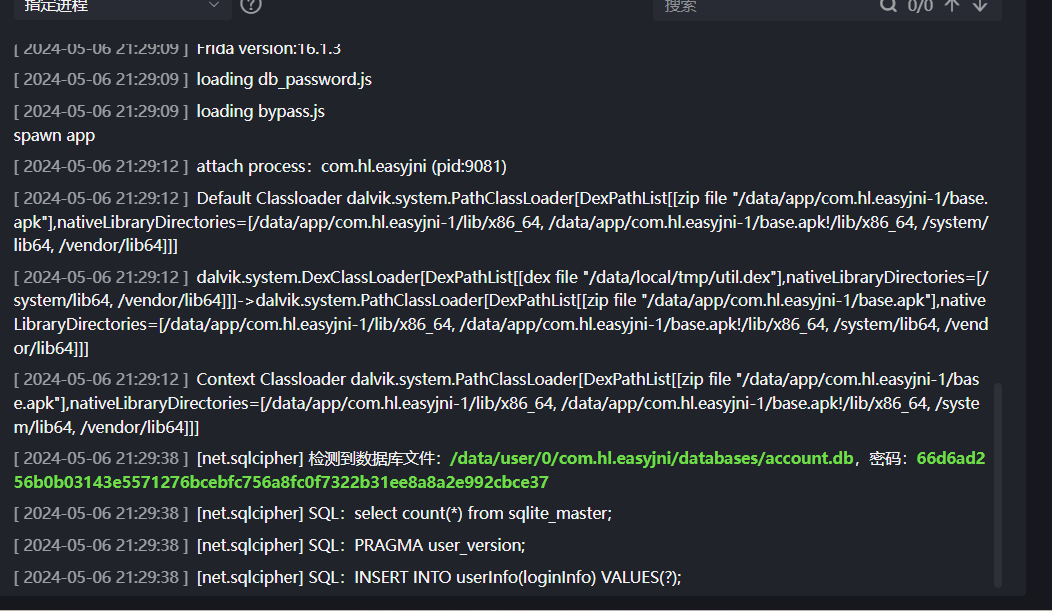 指定进程
搜索 0/0
[ 2024-05-06 21:29:09 ] Frida version:16.1.3
[ 2024-05-06 21:29:09 ] loading db_password.js
[ 2024-05-06 21:29:09 ] loading bypass.js
spawn app
[ 2024-05-06 21:29:12 ] attach process：com.hl.easyjni (pid:9081)
[ 2024-05-06 21:29:12 ] Default Classloader dalvik.system.PathClassLoader[DexPathList[[zip file "/data/app/com.hl.easyjni-1/base.
apk"],nativeLibraryDirectories=[/data/app/com.hl.easyjni-1/lib/x86_64, /data/app/com.hl.easyjni-1/base.apk!/lib/x86_64, /system/
lib64, /vendor/lib64]]]
[ 2024-05-06 21:29:12 ] dalvik.system.DexClassLoader[DexPathList[[dex file "/data/local/tmp/util.dex"],nativeLibraryDirectories=[/
system/lib64, /vendor/lib64]]]->dalvik.system.PathClassLoader[DexPathList[[zip file "/data/app/com.hl.easyjni-1/base.apk"],native
LibraryDirectories=[/data/app/com.hl.easyjni-1/lib/x86_64, /data/app/com.hl.easyjni-1/base.apk!/lib/x86_64, /system/lib64, /vend
or/lib64]]]
[ 2024-05-06 21:29:12 ] Context Classloader dalvik.system.PathClassLoader[DexPathList[[zip file "/data/app/com.hl.easyjni-1/bas
e.apk"],nativeLibraryDirectories=[/data/app/com.hl.easyjni-1/lib/x86_64, /data/app/com.hl.easyjni-1/base.apk!/lib/x86_64, /syste
m/lib64, /vendor/lib64]]]
[ 2024-05-06 21:29:38 ] [net.sqlcipher] 检测到数据库文件：/data/user/0/com.hl.easyjni/databases/account.db，密码：66d6ad2
56b0b03143e5571276bcebfc756a8fc0f7322b31ee8a8a2e992cbce37
[ 2024-05-06 21:29:38 ] [net.sqlcipher] SQL：select count(*) from sqlite_master;
[ 2024-05-06 21:29:38 ] [net.sqlcipher] SQL：PRAGMA user_version;
[ 2024-05-06 21:29:38 ] [net.sqlcipher] SQL：INSERT INTO userInfo(loginInfo) VALUES(?);